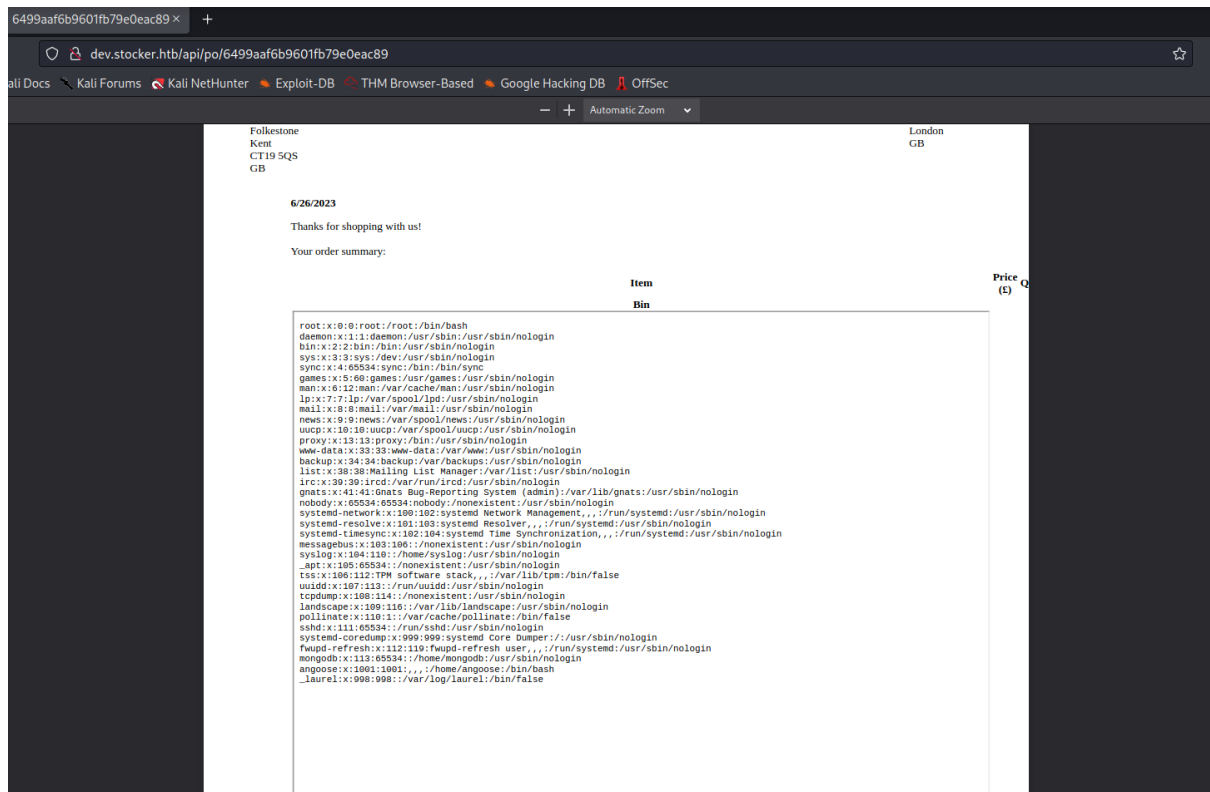 6499aaf6b9601fb79e0eac89 × +
dev.stocker.htb/api/po/6499aaf6b9601fb79e0eac89
ali Docs Kali Forums Kali NetHunter Exploit-DB THM Browser-Based Google Hacking DB OffSec
− + Automatic Zoom
Folkestone London
Kent GB
CT19 5QS
GB
6/26/2023
Thanks for shopping with us!
Your order summary:
Item Price (£) Q
Bin
root:x:0:0:root:/root:/bin/bash
daemon:x:1:1:daemon:/usr/sbin:/usr/sbin/nologin
bin:x:2:2:bin:/bin:/usr/sbin/nologin
sys:x:3:3:sys:/dev:/usr/sbin/nologin
sync:x:4:65534:sync:/bin:/bin/sync
games:x:5:60:games:/usr/games:/usr/sbin/nologin
man:x:6:12:man:/var/cache/man:/usr/sbin/nologin
lp:x:7:7:lp:/var/spool/lpd:/usr/sbin/nologin
mail:x:8:8:mail:/var/mail:/usr/sbin/nologin
news:x:9:9:news:/var/spool/news:/usr/sbin/nologin
uucp:x:10:10:uucp:/var/spool/uucp:/usr/sbin/nologin
proxy:x:13:13:proxy:/bin:/usr/sbin/nologin
www-data:x:33:33:www-data:/var/www:/usr/sbin/nologin
backup:x:34:34:backup:/var/backups:/usr/sbin/nologin
list:x:38:38:Mailing List Manager:/var/list:/usr/sbin/nologin
irc:x:39:39:ircd:/var/run/ircd:/usr/sbin/nologin
gnats:x:41:41:Gnats Bug-Reporting System (admin):/var/lib/gnats:/usr/sbin/nologin
nobody:x:65534:65534:nobody:/nonexistent:/usr/sbin/nologin
systemd-network:x:100:102:systemd Network Management,,,:/run/systemd:/usr/sbin/nologin
systemd-resolve:x:101:103:systemd Resolver,,,:/run/systemd:/usr/sbin/nologin
systemd-timesync:x:102:104:systemd Time Synchronization,,,:/run/systemd:/usr/sbin/nologin
messagebus:x:103:106::/nonexistent:/usr/sbin/nologin
syslog:x:104:110::/home/syslog:/usr/sbin/nologin
_apt:x:105:65534::/nonexistent:/usr/sbin/nologin
tss:x:106:112:TPM software stack,,,:/var/lib/tpm:/bin/false
uuidd:x:107:113::/run/uuidd:/usr/sbin/nologin
tcpdump:x:108:114::/nonexistent:/usr/sbin/nologin
landscape:x:109:116::/var/lib/landscape:/usr/sbin/nologin
pollinate:x:110:1::/var/cache/pollinate:/bin/false
sshd:x:111:65534::/run/sshd:/usr/sbin/nologin
systemd-coredump:x:999:999:systemd Core Dumper:/:/usr/sbin/nologin
fwupd-refresh:x:112:119:fwupd-refresh user,,,:/run/systemd:/usr/sbin/nologin
mongodb:x:113:65534::/home/mongodb:/usr/sbin/nologin
angoose:x:1001:1001:,,,:/home/angoose:/bin/bash
_laurel:x:998:998::/var/log/laurel:/bin/false